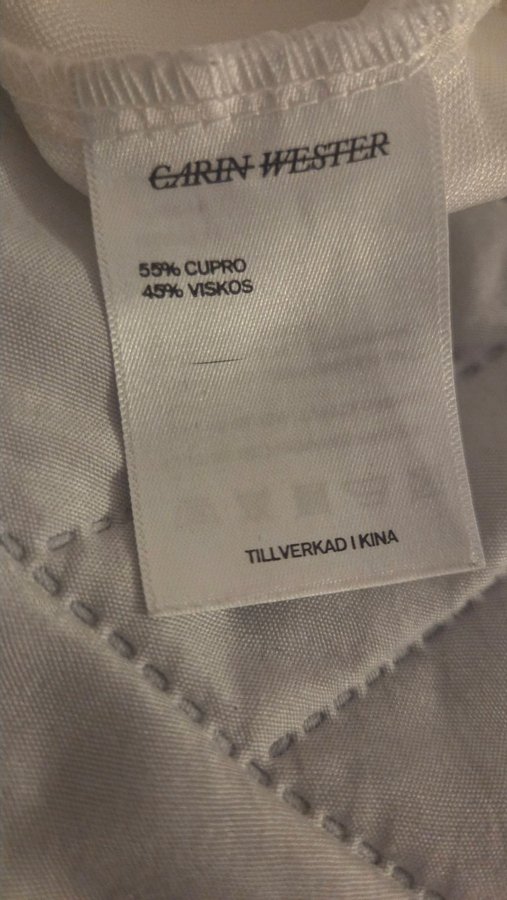 CARIN WESTER
55% CUPRO
45% VISKOS
TILLVERKAD I KINA